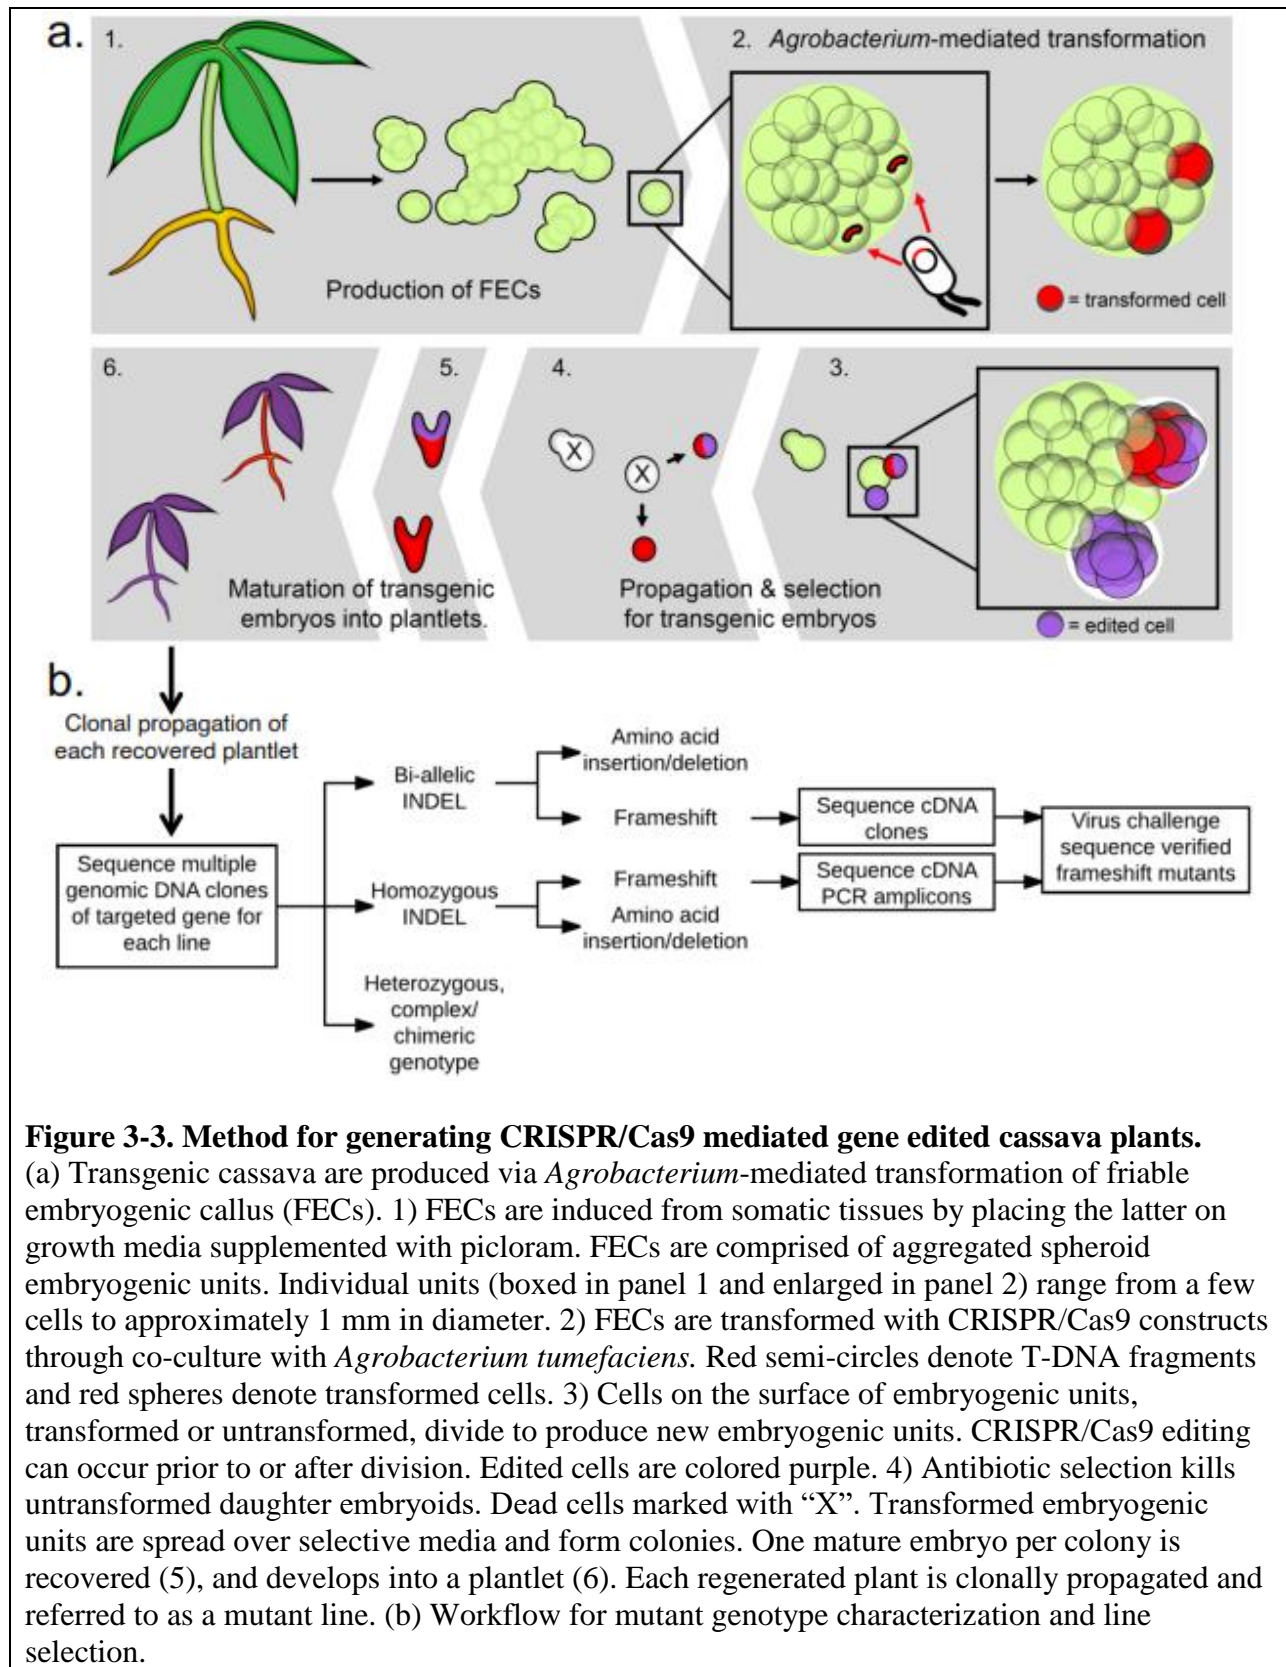 a.
1.
2. Agrobacterium-mediated transformation
Production of FECs
= transformed cell
6.
5.
4.
3.
X
X
Maturation of transgenic
embryos into plantlets.
Propagation & selection
for transgenic embryos
= edited cell
b.
Clonal propagation of
each recovered plantlet
Sequence multiple
genomic DNA clones
of targeted gene for
each line
Bi-allelic
INDEL
Amino acid
insertion/deletion
Frameshift
Sequence cDNA
clones
Homozygous
INDEL
Frameshift
Amino acid
insertion/deletion
Sequence cDNA
PCR amplicons
Virus challenge
sequence verified
frameshift mutants
Heterozygous,
complex/
chimeric
genotype
Figure 3-3. Method for generating CRISPR/Cas9 mediated gene edited cassava plants.
(a) Transgenic cassava are produced via Agrobacterium-mediated transformation of friable
embryogenic callus (FECs). 1) FECs are induced from somatic tissues by placing the latter on
growth media supplemented with picloram. FECs are comprised of aggregated spheroid
embryogenic units. Individual units (boxed in panel 1 and enlarged in panel 2) range from a few
cells to approximately 1 mm in diameter. 2) FECs are transformed with CRISPR/Cas9 constructs
through co-culture with Agrobacterium tumefaciens. Red semi-circles denote T-DNA fragments
and red spheres denote transformed cells. 3) Cells on the surface of embryogenic units,
transformed or untransformed, divide to produce new embryogenic units. CRISPR/Cas9 editing
can occur prior to or after division. Edited cells are colored purple. 4) Antibiotic selection kills
untransformed daughter embryoids. Dead cells marked with “X”. Transformed embryogenic
units are spread over selective media and form colonies. One mature embryo per colony is
recovered (5), and develops into a plantlet (6). Each regenerated plant is clonally propagated and
referred to as a mutant line. (b) Workflow for mutant genotype characterization and line
selection.